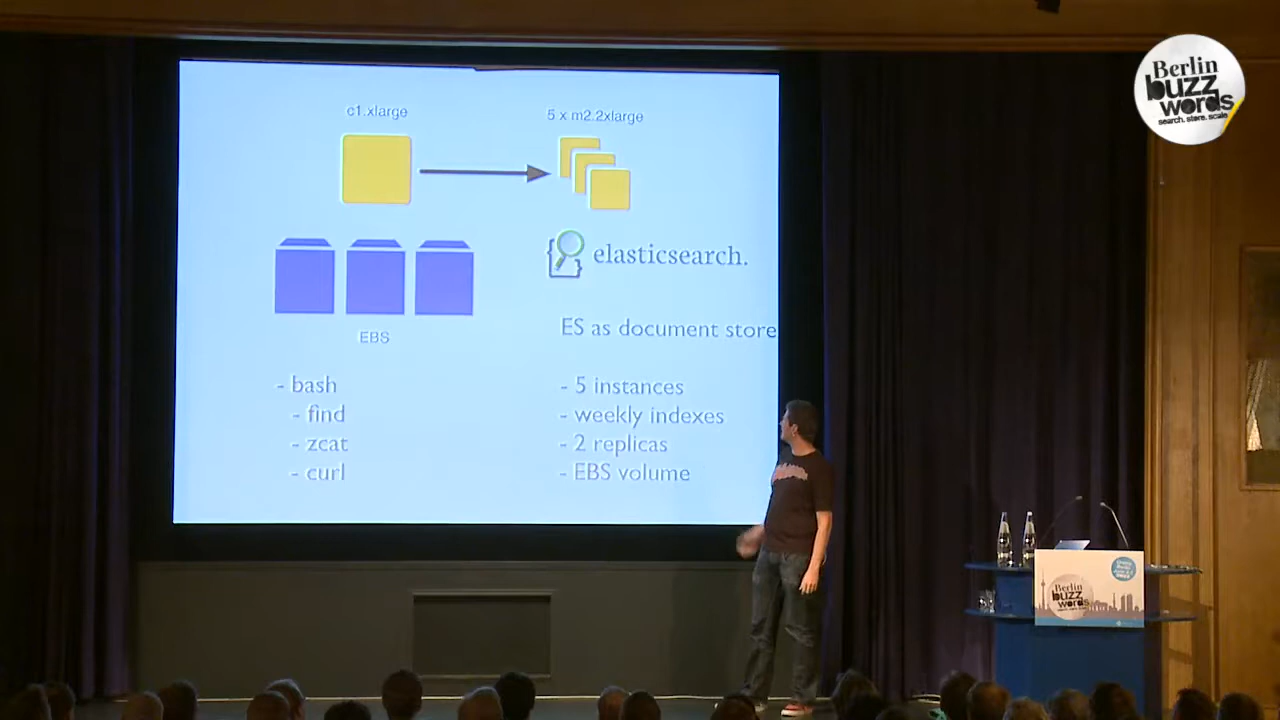 c1.xlarge
5 x m2.2xlarge
elasticsearch.
EBS
ES as document store
- bash
- find
- zcat
- curl
- 5 instances
- weekly indexes
- 2 replicas
- EBS volume
Berlin
buzz
words
search. store. scale
Berlin
buzz
words